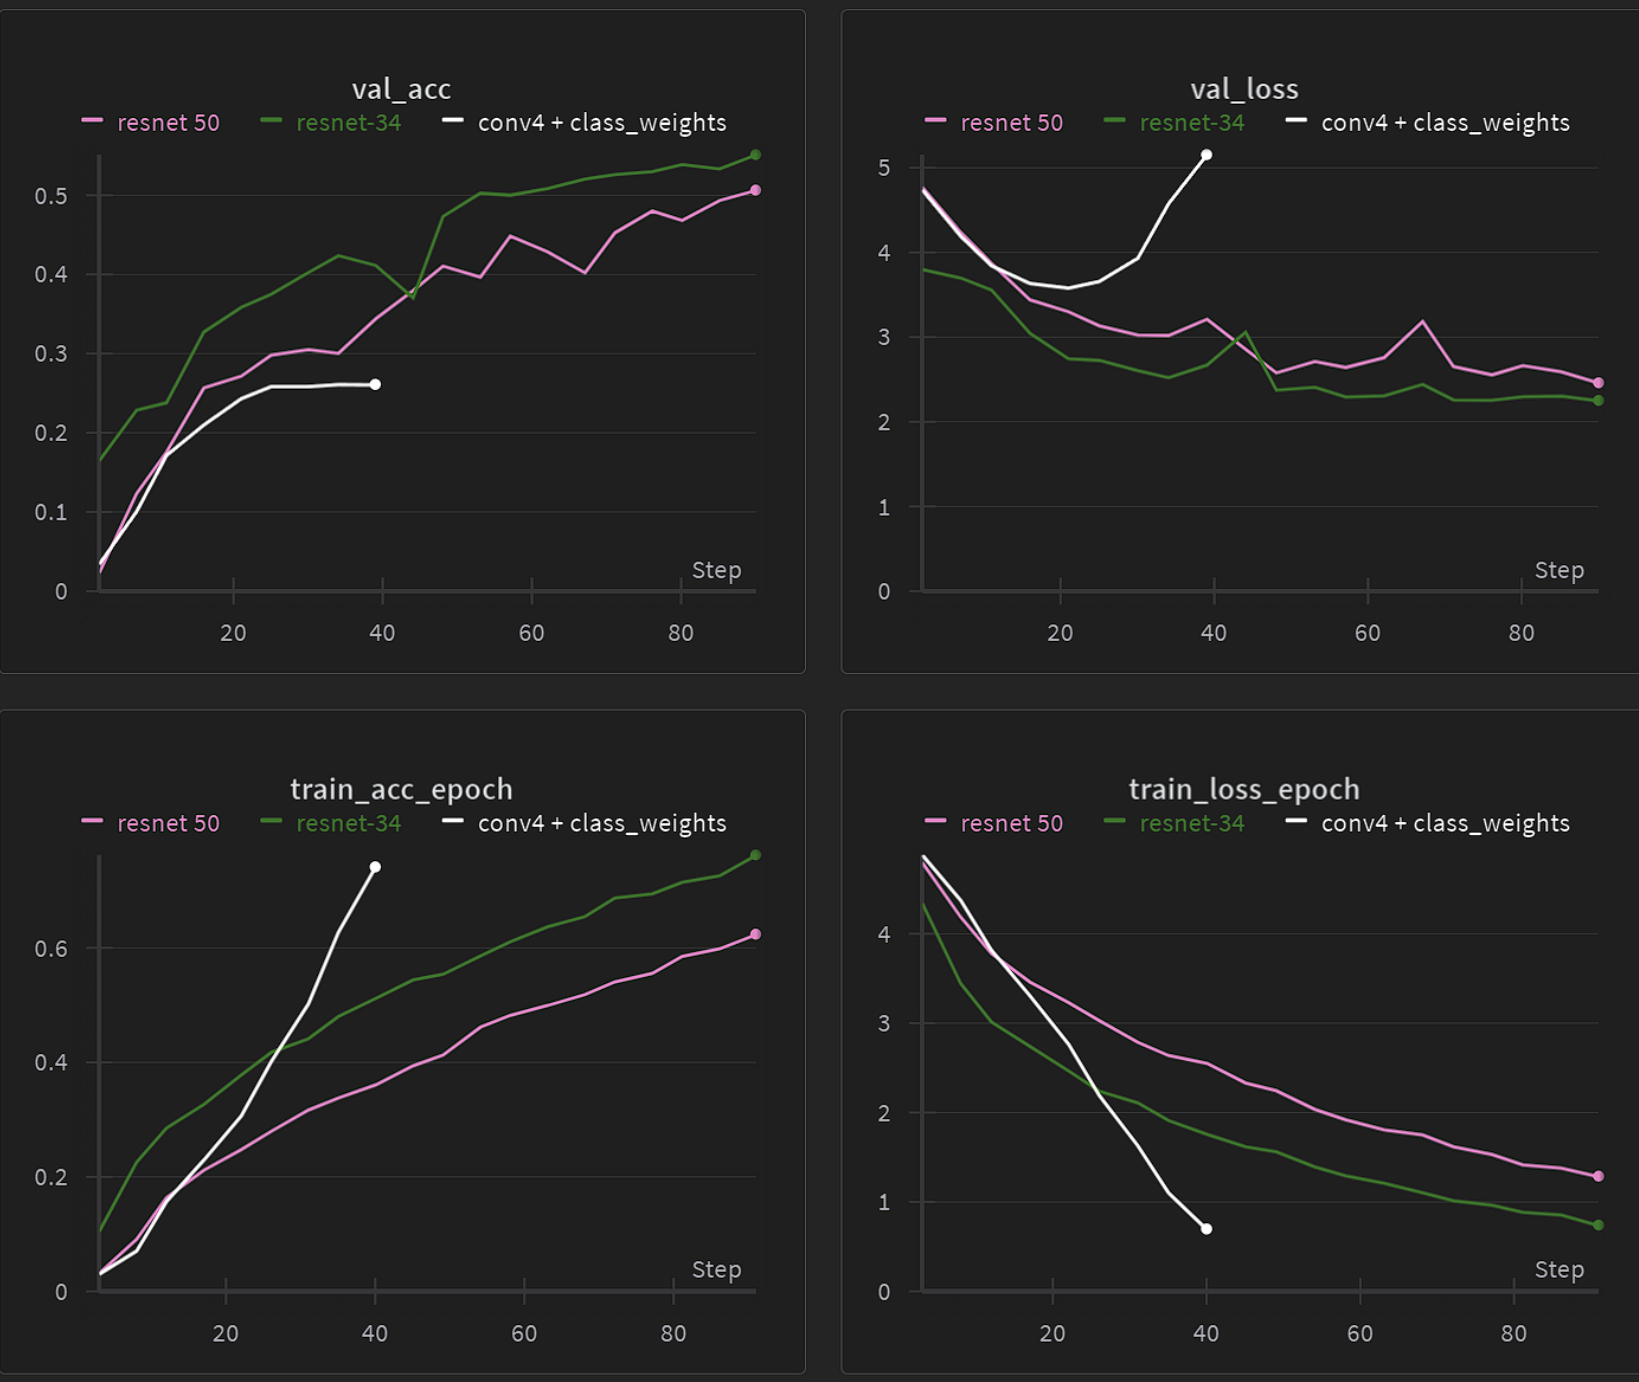 val_acc
resnet 50 resnet-34 conv4 + class_weights
0.5
0.4
0.3
0.2
0.1
0
Step
20 40 60 80
val_loss
resnet 50 resnet-34 conv4 + class_weights
5
4
3
2
1
0
Step
20 40 60 80
train_acc_epoch
resnet 50 resnet-34 conv4 + class_weights
0.6
0.4
0.2
0
Step
20 40 60 80
train_loss_epoch
resnet 50 resnet-34 conv4 + class_weights
4
3
2
1
0
Step
20 40 60 80